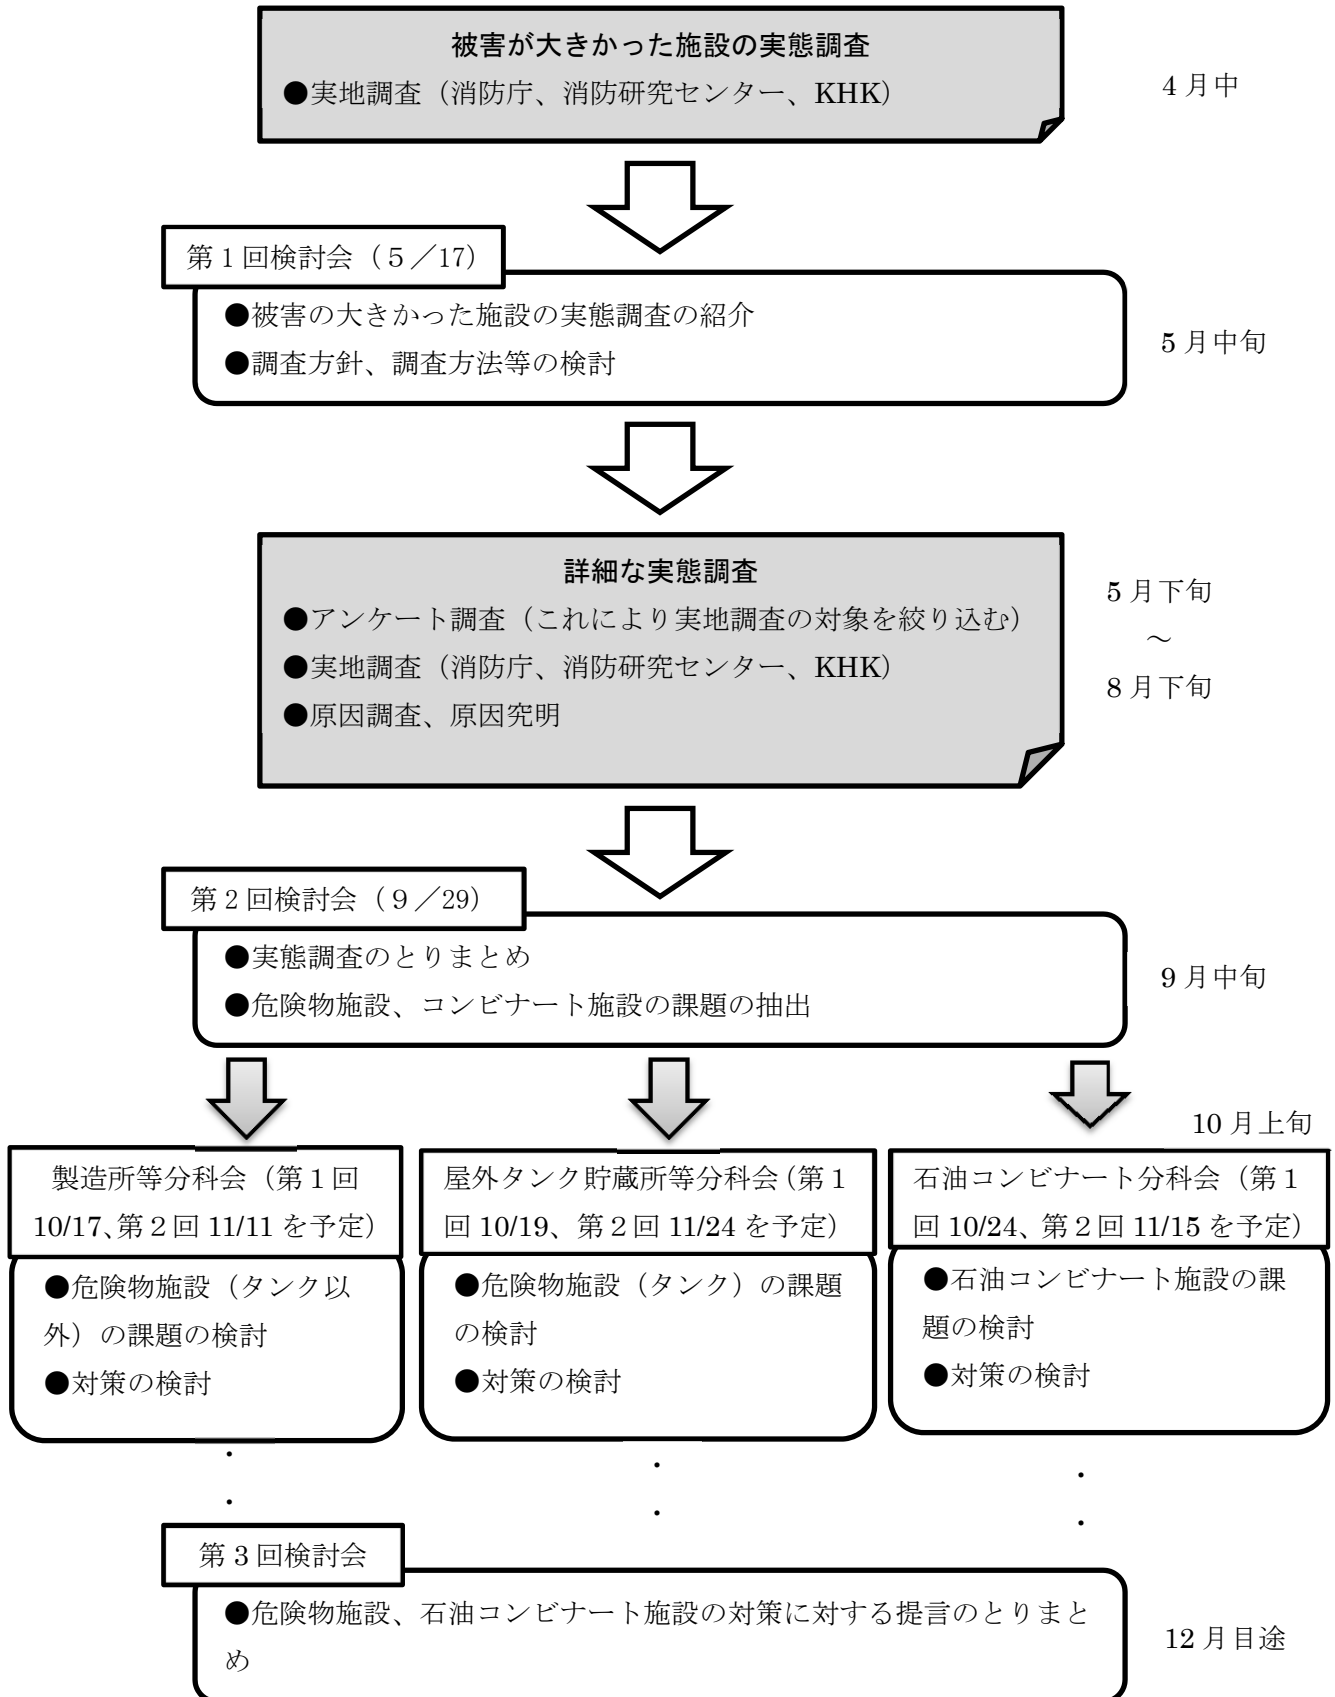 被害が大きかった施設の実態調査
●実地調査（消防庁、消防研究センター、KHK）
4月中
第1回検討会（5／17）
●被害の大きかった施設の実態調査の紹介
●調査方針、調査方法等の検討
5月中旬
詳細な実態調査
●アンケート調査（これにより実地調査の対象を絞り込む）
●実地調査（消防庁、消防研究センター、KHK）
●原因調査、原因究明
5月下旬
～
8月下旬
第2回検討会（9／29）
●実態調査のとりまとめ
●危険物施設、コンビナート施設の課題の抽出
9月中旬
10月上旬
製造所等分科会（第1回
10/17、第2回 11/11を予定）
●危険物施設（タンク以
外）の課題の検討
●対策の検討
屋外タンク貯蔵所等分科会（第1
回 10/19、第2回 11/24を予定）
●危険物施設（タンク）の課題
の検討
●対策の検討
石油コンビナート分科会（第1
回 10/24、第2回 11/15を予定）
●石油コンビナート施設の課
題の検討
●対策の検討
第3回検討会
●危険物施設、石油コンビナート施設の対策に対する提言のとりまと
め
12月目途